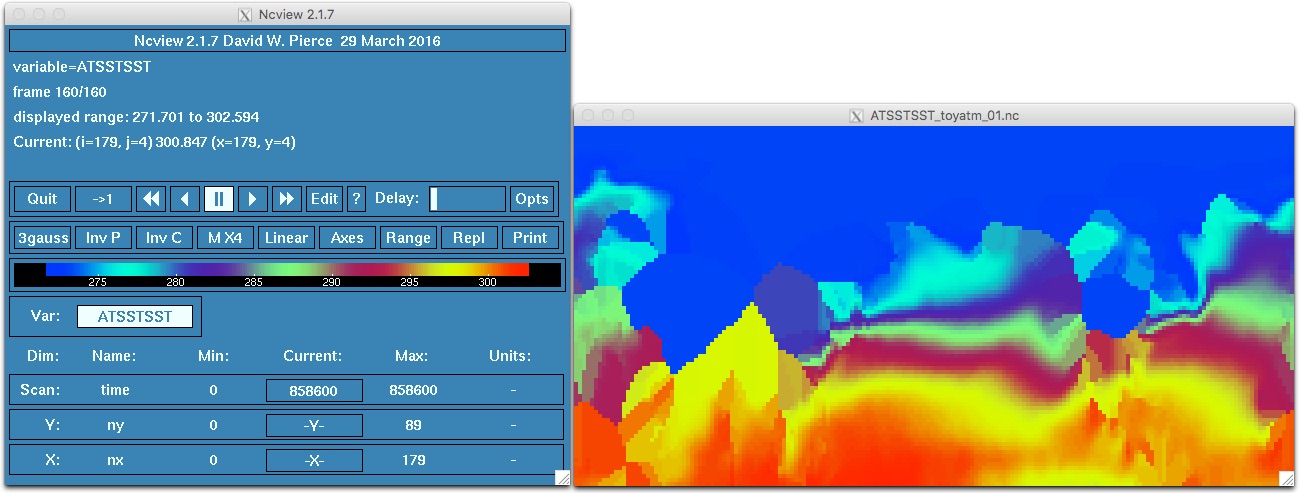 Ncview 2.1.7
Ncview 2.1.7 David W. Pierce  29 March 2016
variable=ATSSTSST
frame 160/160
displayed range: 271.701 to 302.594
Current: (i=179, j=4) 300.847 (x=179, y=4)
Quit ->1 Edit ? Delay: Opts
3gauss Inv P Inv C M X4 Linear Axes Range Repl Print
275 280 285 290 295 300
Var: ATSSTSST
Dim: Name: Min: Current: Max: Units:
Scan: time 0 858600 858600 -
Y: ny 0 -Y- 89 -
X: nx 0 -X- 179 -
ATSSTSST_toyatm_01.nc